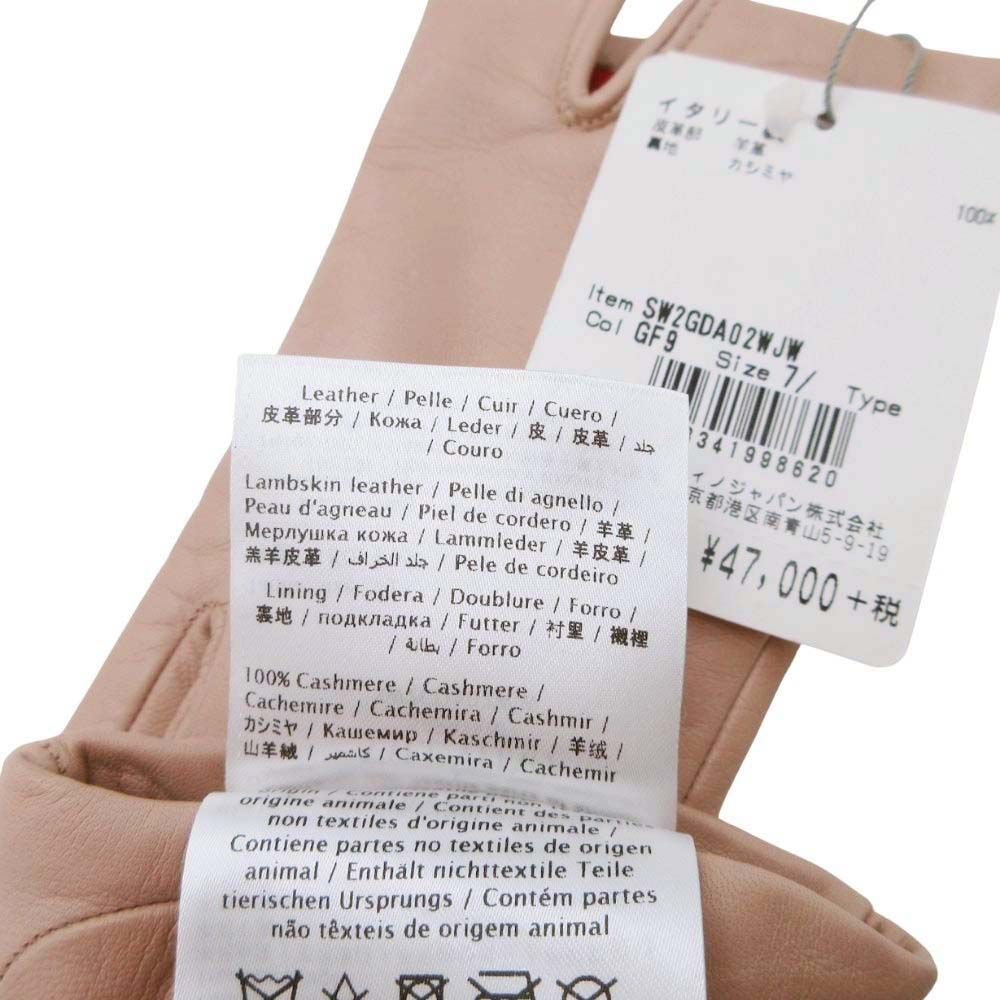 イタリー製
皮革部 羊革
裏地 カシミヤ
100%
Item SW2GDA02WJW
Col GF9 Size 7/ Type
341998620
ィノジャパン株式会社
京都港区南青山5-9-19
¥47,000+税
Leather / Pelle / Cuir / Cuero /
皮革部分 / Кожа / Leder / 皮 / 皮革 / جلد
/ Couro
Lambskin leather / Pelle di agnello /
Peau d'agneau / Piel de cordero / 羊革 /
Мерлушка кожа / Lammleder / 羊皮革 /
羔羊皮革 / جلد الخراف / Pele de cordeiro
Lining / Fodera / Doublure / Forro /
裏地 / подкладка / Futter / 衬里 / 襯裡
/ بطانة / Forro
100% Cashmere / Cashmere /
Cachemire / Cachemira / Cashmir /
カシミヤ / Кашемир / Kaschmir / 羊绒 /
山羊絨 / كاشمير / Caxemira / Cachemir
origin / Contiene parti non
origine animale / Contient des parties
non textiles d'origine animale /
Contiene partes no textiles de origen
animal / Enthält nichttextile Teile
tierischen Ursprungs / Contém partes
não têxteis de origem animal